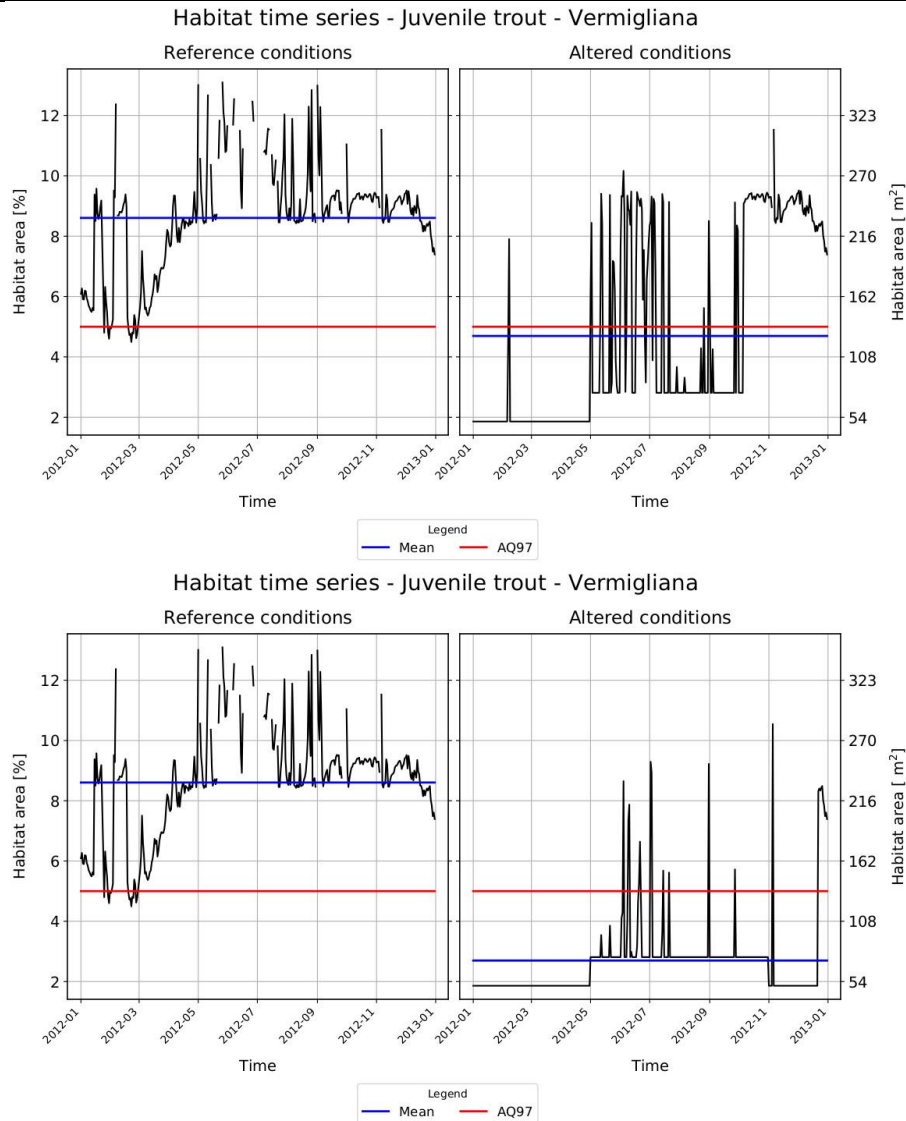 Habitat time series - Juvenile trout - Vermigliana
Reference conditions
Altered conditions
Habitat area [%]
12
10
8
6
4
2
323
270
216
162
108
54
Habitat area [ m²]
2012-01
2012-03
2012-05
2012-07
2012-09
2012-11
2013-01
2012-01
2012-03
2012-05
2012-07
2012-09
2012-11
2013-01
Time
Time
Legend
Mean
AQ97
Habitat time series - Juvenile trout - Vermigliana
Reference conditions
Altered conditions
Habitat area [%]
12
10
8
6
4
2
323
270
216
162
108
54
Habitat area [ m²]
2012-01
2012-03
2012-05
2012-07
2012-09
2012-11
2013-01
2012-01
2012-03
2012-05
2012-07
2012-09
2012-11
2013-01
Time
Time
Legend
Mean
AQ97